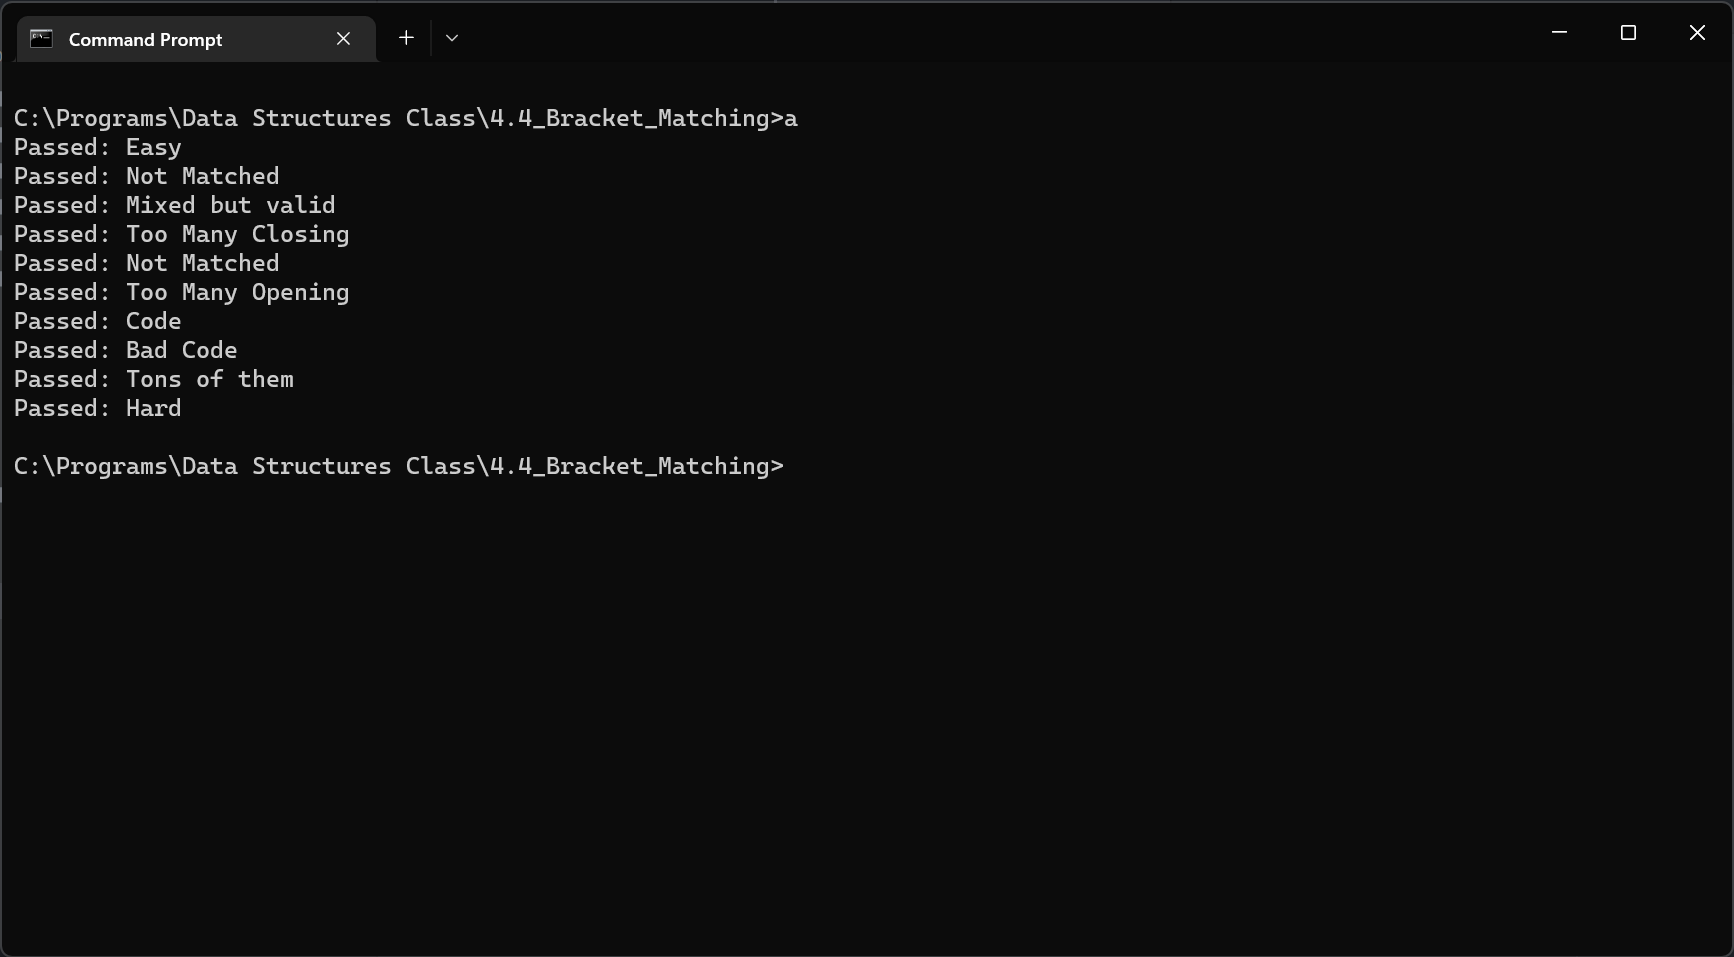 Command Prompt
C:\Programs\Data Structures Class\4.4_Bracket_Matching>a
Passed: Easy
Passed: Not Matched
Passed: Mixed but valid
Passed: Too Many Closing
Passed: Not Matched
Passed: Too Many Opening
Passed: Code
Passed: Bad Code
Passed: Tons of them
Passed: Hard
C:\Programs\Data Structures Class\4.4_Bracket_Matching>